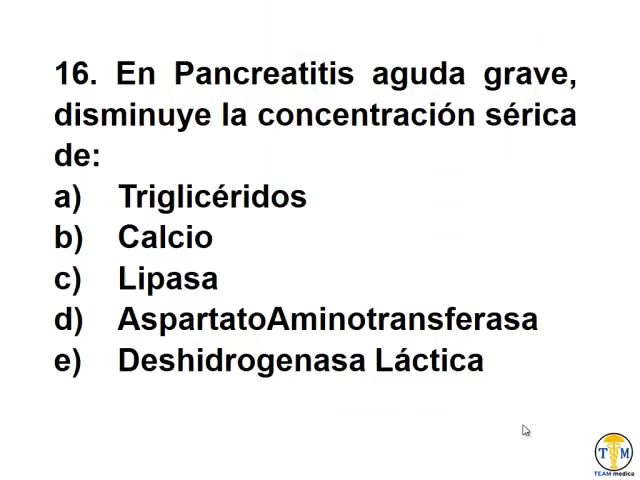 16. En Pancreatitis aguda grave,
disminuye la concentración sérica
de:
a) Triglicéridos
b) Calcio
c) Lipasa
d) AspartatoAminotransferasa
e) Deshidrogenasa Láctica
T M
TEAM medica